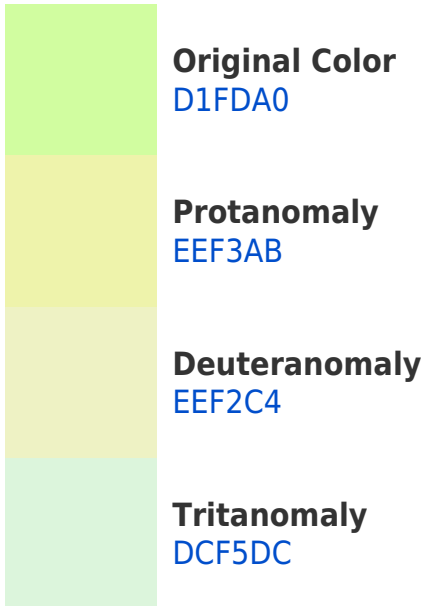 Original Color
D1FDA0
Protanomaly
EEF3AB
Deuteranomaly
EEF2C4
Tritanomaly
DCF5DC